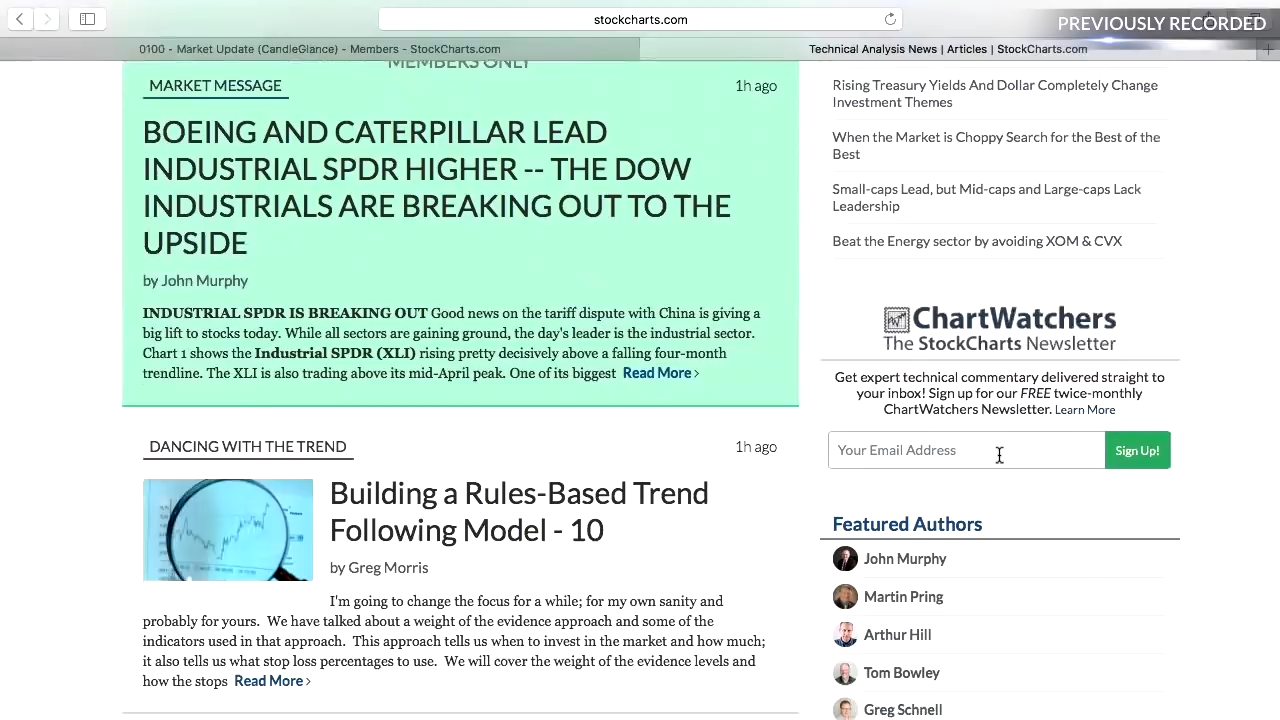 stockcharts.com
PREVIOUSLY RECORDED
0100 - Market Update (CandleGlance) - Members - StockCharts.com
Technical Analysis News | Articles | StockCharts.com
MEMBERS ONLY
MARKET MESSAGE
1h ago
BOEING AND CATERPILLAR LEAD
INDUSTRIAL SPDR HIGHER -- THE DOW
INDUSTRIALS ARE BREAKING OUT TO THE
UPSIDE
by John Murphy
INDUSTRIAL SPDR IS BREAKING OUT Good news on the tariff dispute with China is giving a
big lift to stocks today. While all sectors are gaining ground, the day's leader is the industrial sector.
Chart 1 shows the Industrial SPDR (XLI) rising pretty decisively above a falling four-month
trendline. The XLI is also trading above its mid-April peak. One of its biggest Read More ›
DANCING WITH THE TREND
1h ago
Building a Rules-Based Trend
Following Model - 10
by Greg Morris
I'm going to change the focus for a while; for my own sanity and
probably for yours. We have talked about a weight of the evidence approach and some of the
indicators used in that approach. This approach tells us when to invest in the market and how much;
it also tells us what stop loss percentages to use. We will cover the weight of the evidence levels and
how the stops Read More ›
Rising Treasury Yields And Dollar Completely Change
Investment Themes
When the Market is Choppy Search for the Best of the
Best
Small-caps Lead, but Mid-caps and Large-caps Lack
Leadership
Beat the Energy sector by avoiding XOM & CVX
ChartWatchers
The StockCharts Newsletter
Get expert technical commentary delivered straight to
your inbox! Sign up for our FREE twice-monthly
ChartWatchers Newsletter. Learn More
Your Email Address
Sign Up!
Featured Authors
John Murphy
Martin Pring
Arthur Hill
Tom Bowley
Greg Schnell